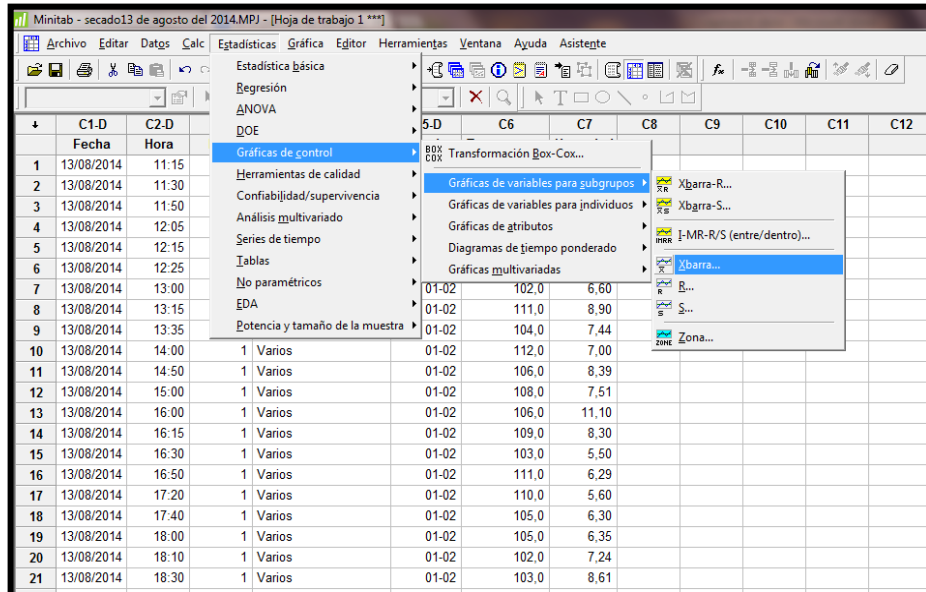 Minitab - secado13 de agosto del 2014.MPJ - [Hoja de trabajo 1 ***]
Archivo Editar Datos Calc Estadísticas Gráfica Editor Herramientas Ventana Ayuda Asistente
Estadística básica
Regresión
ANOVA
DOE
Gráficas de control
Herramientas de calidad
Confiabilidad/supervivencia
Análisis multivariado
Series de tiempo
Tablas
No paramétricos
EDA
Potencia y tamaño de la muestra
BOX COX Transformación Box-Cox...
Gráficas de variables para subgrupos
Gráficas de variables para individuos
Gráficas de atributos
Diagramas de tiempo ponderado
Gráficas multivariadas
Xbarra-R...
Xbarra-S...
I-MR-R/S (entre/dentro)...
Xbarra...
R...
S...
ZONE Zona...
C1-D C2-D 5-D C6 C7 C8 C9 C10 C11 C12
Fecha Hora
1 13/08/2014 11:15
2 13/08/2014 11:30
3 13/08/2014 11:50
4 13/08/2014 12:05
5 13/08/2014 12:15
6 13/08/2014 12:25
7 13/08/2014 13:00 01-02 102,0 6,60
8 13/08/2014 13:15 01-02 111,0 8,90
9 13/08/2014 13:35 01-02 104,0 7,44
10 13/08/2014 14:00 1 Varios 01-02 112,0 7,00
11 13/08/2014 14:50 1 Varios 01-02 106,0 8,39
12 13/08/2014 15:00 1 Varios 01-02 108,0 7,51
13 13/08/2014 16:00 1 Varios 01-02 106,0 11,10
14 13/08/2014 16:15 1 Varios 01-02 109,0 8,30
15 13/08/2014 16:30 1 Varios 01-02 103,0 5,50
16 13/08/2014 16:50 1 Varios 01-02 111,0 6,29
17 13/08/2014 17:20 1 Varios 01-02 110,0 5,60
18 13/08/2014 17:40 1 Varios 01-02 105,0 6,30
19 13/08/2014 18:00 1 Varios 01-02 105,0 6,35
20 13/08/2014 18:10 1 Varios 01-02 102,0 7,24
21 13/08/2014 18:30 1 Varios 01-02 103,0 8,61